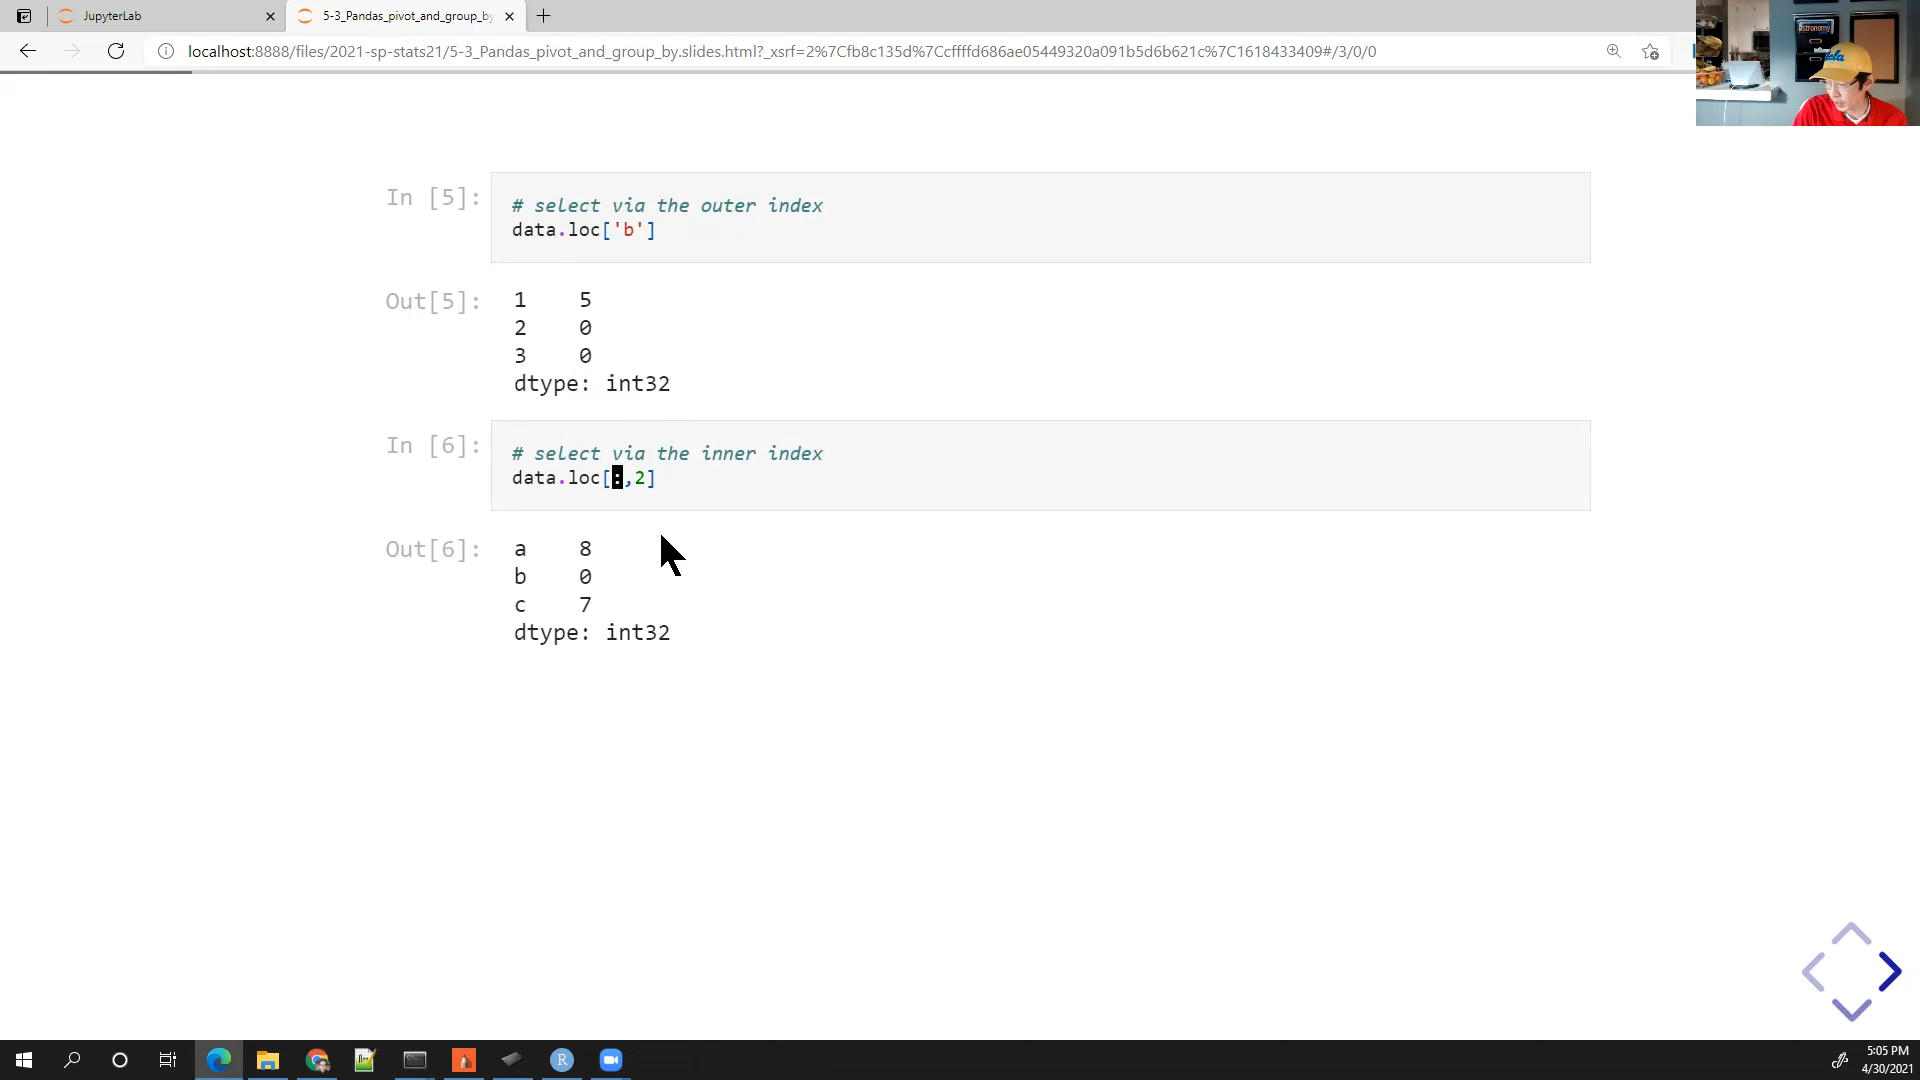 JupyterLab
5-3_Pandas_pivot_and_group_by
localhost:8888/files/2021-sp-stats21/5-3_Pandas_pivot_and_group_by.slides.html?_xsrf=2%7Cfb8c135d%7Ccffffd686ae05449320a091b5d6b621c%7C1618433409#/3/0/0
Astronomy
In [5]:
# select via the outer index
data.loc['b']
Out[5]:
1 5
2 0
3 0
dtype: int32
In [6]:
# select via the inner index
data.loc[:,2]
Out[6]:
a 8
b 0
c 7
dtype: int32
R
5:05 PM
4/30/2021